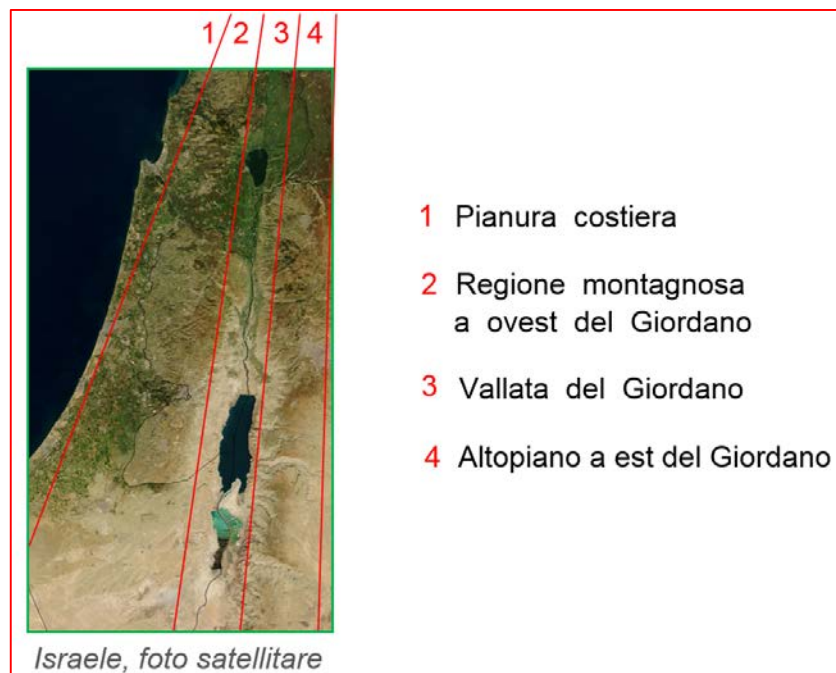 1 2 3 4
1 Pianura costiera
2 Regione montagnosa
a ovest del Giordano
3 Vallata del Giordano
4 Altopiano a est del Giordano
Israele, foto satellitare